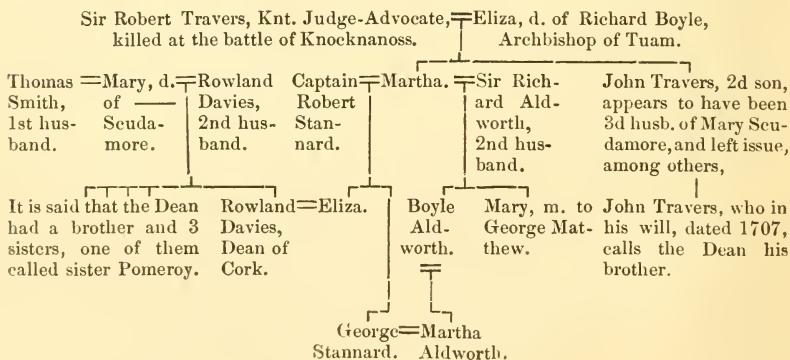 Sir Robert Travers, Knt. Judge-Advocate,
killed at the battle of Knocknanoss.
Eliza, d. of Richard Boyle,
Archbishop of Tuam.
Thomas
Smith,
1st hus-
band.
Mary, d.
of ——
Scuda-
more.
Rowland
Davies,
2nd hus-
band.
Captain
Robert
Stan-
nard.
Martha.
Sir Rich-
ard Ald-
worth,
2nd hus-
band.
John Travers, 2d son,
appears to have been
3d husb. of Mary Scu-
damore, and left issue,
among others,
It is said that the Dean
had a brother and 3
sisters, one of them
called sister Pomeroy.
Rowland
Davies,
Dean of
Cork.
Eliza.
Boyle
Ald-
worth.
Mary, m. to
George Mat-
thew.
John Travers, who in
his will, dated 1707,
calls the Dean his
brother.
George
Stannard.
Martha
Aldworth.